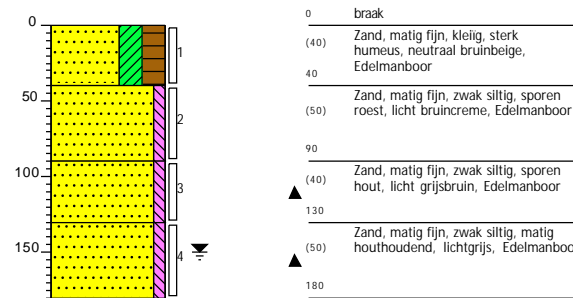 0
50
100
150
1
2
3
4
0 braak
(40) Zand, matig fijn, kleiïg, sterk
humeus, neutraal bruinbeige,
Edelmanboor
40
Zand, matig fijn, zwak siltig, sporen
(50) roest, licht bruincreme, Edelmanboor
90
Zand, matig fijn, zwak siltig, sporen
(40) hout, licht grijsbruin, Edelmanboor
130
Zand, matig fijn, zwak siltig, matig
(50) houthoudend, lichtgrijs, Edelmanboo
180